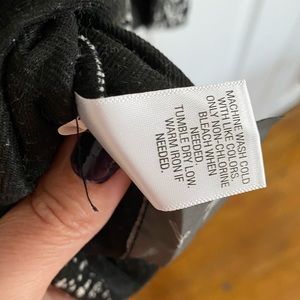 MACHINE WASH COLD
WITH LIKE COLORS.
ONLY NON-CHLORINE
BLEACH WHEN
NEEDED.
TUMBLE DRY LOW.
WARM IRON IF
NEEDED.